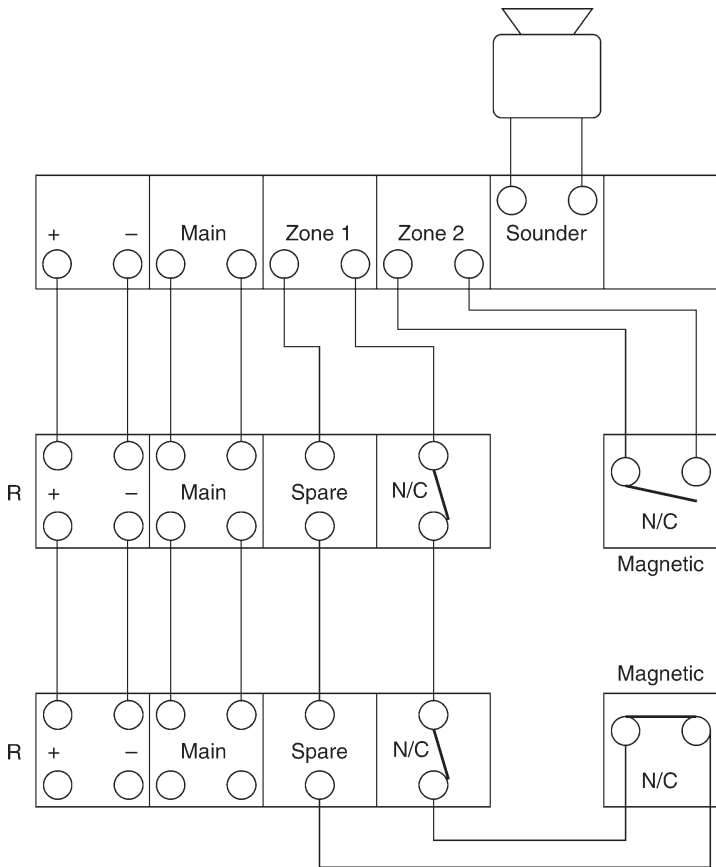 + − Main Zone 1 Zone 2 Sounder
R + − Main Spare N/C N/C
Magnetic
Magnetic
R + − Main Spare N/C N/C